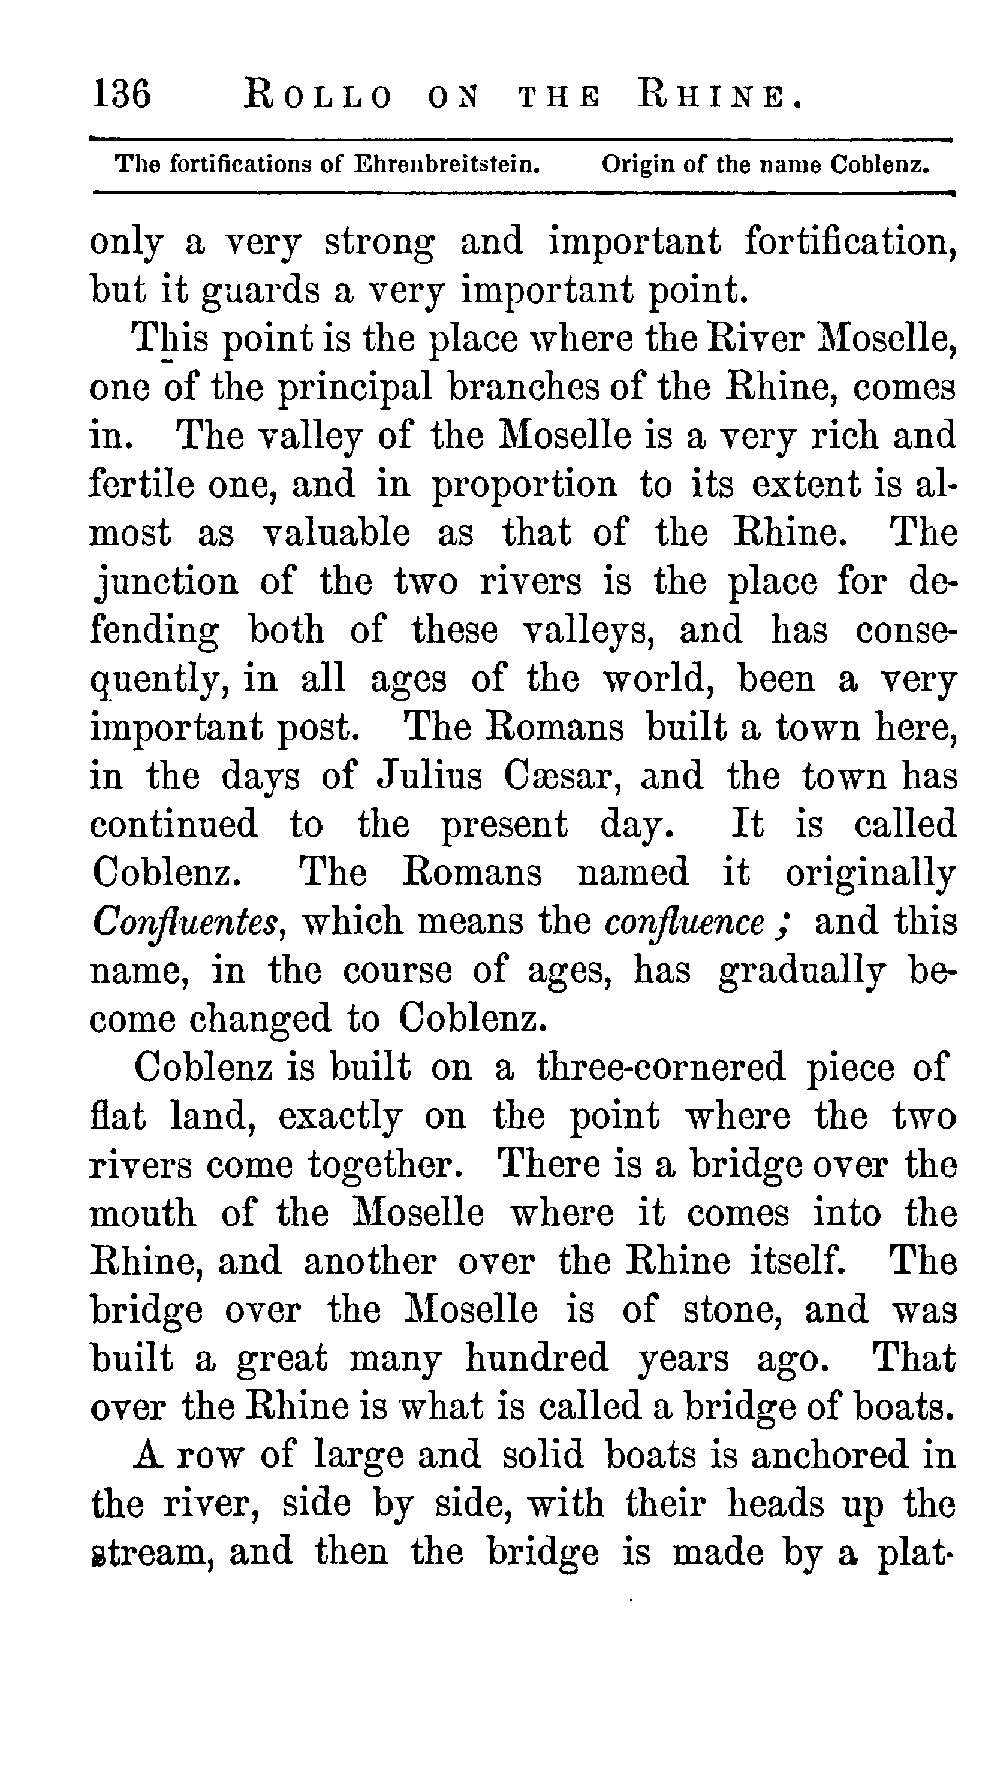 136 ROLLO ON THE RHINE.
The fortifications of Ehrenbreitstein. Origin of the name Coblenz.
only a very strong and important fortification,
but it guards a very important point.
This point is the place where the River Moselle,
one of the principal branches of the Rhine, comes
in. The valley of the Moselle is a very rich and
fertile one, and in proportion to its extent is al-
most as valuable as that of the Rhine. The
junction of the two rivers is the place for de-
fending both of these valleys, and has conse-
quently, in all ages of the world, been a very
important post. The Romans built a town here,
in the days of Julius Cæsar, and the town has
continued to the present day. It is called
Coblenz. The Romans named it originally
Confluentes, which means the confluence ; and this
name, in the course of ages, has gradually be-
come changed to Coblenz.
Coblenz is built on a three-cornered piece of
flat land, exactly on the point where the two
rivers come together. There is a bridge over the
mouth of the Moselle where it comes into the
Rhine, and another over the Rhine itself. The
bridge over the Moselle is of stone, and was
built a great many hundred years ago. That
over the Rhine is what is called a bridge of boats.
A row of large and solid boats is anchored in
the river, side by side, with their heads up the
stream, and then the bridge is made by a plat-